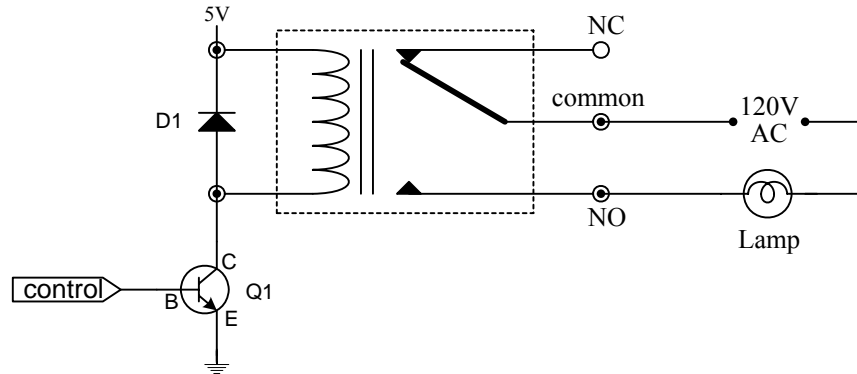 5V
NC
common
120V
AC
D1
NO
Lamp
C
control
B
Q1
E